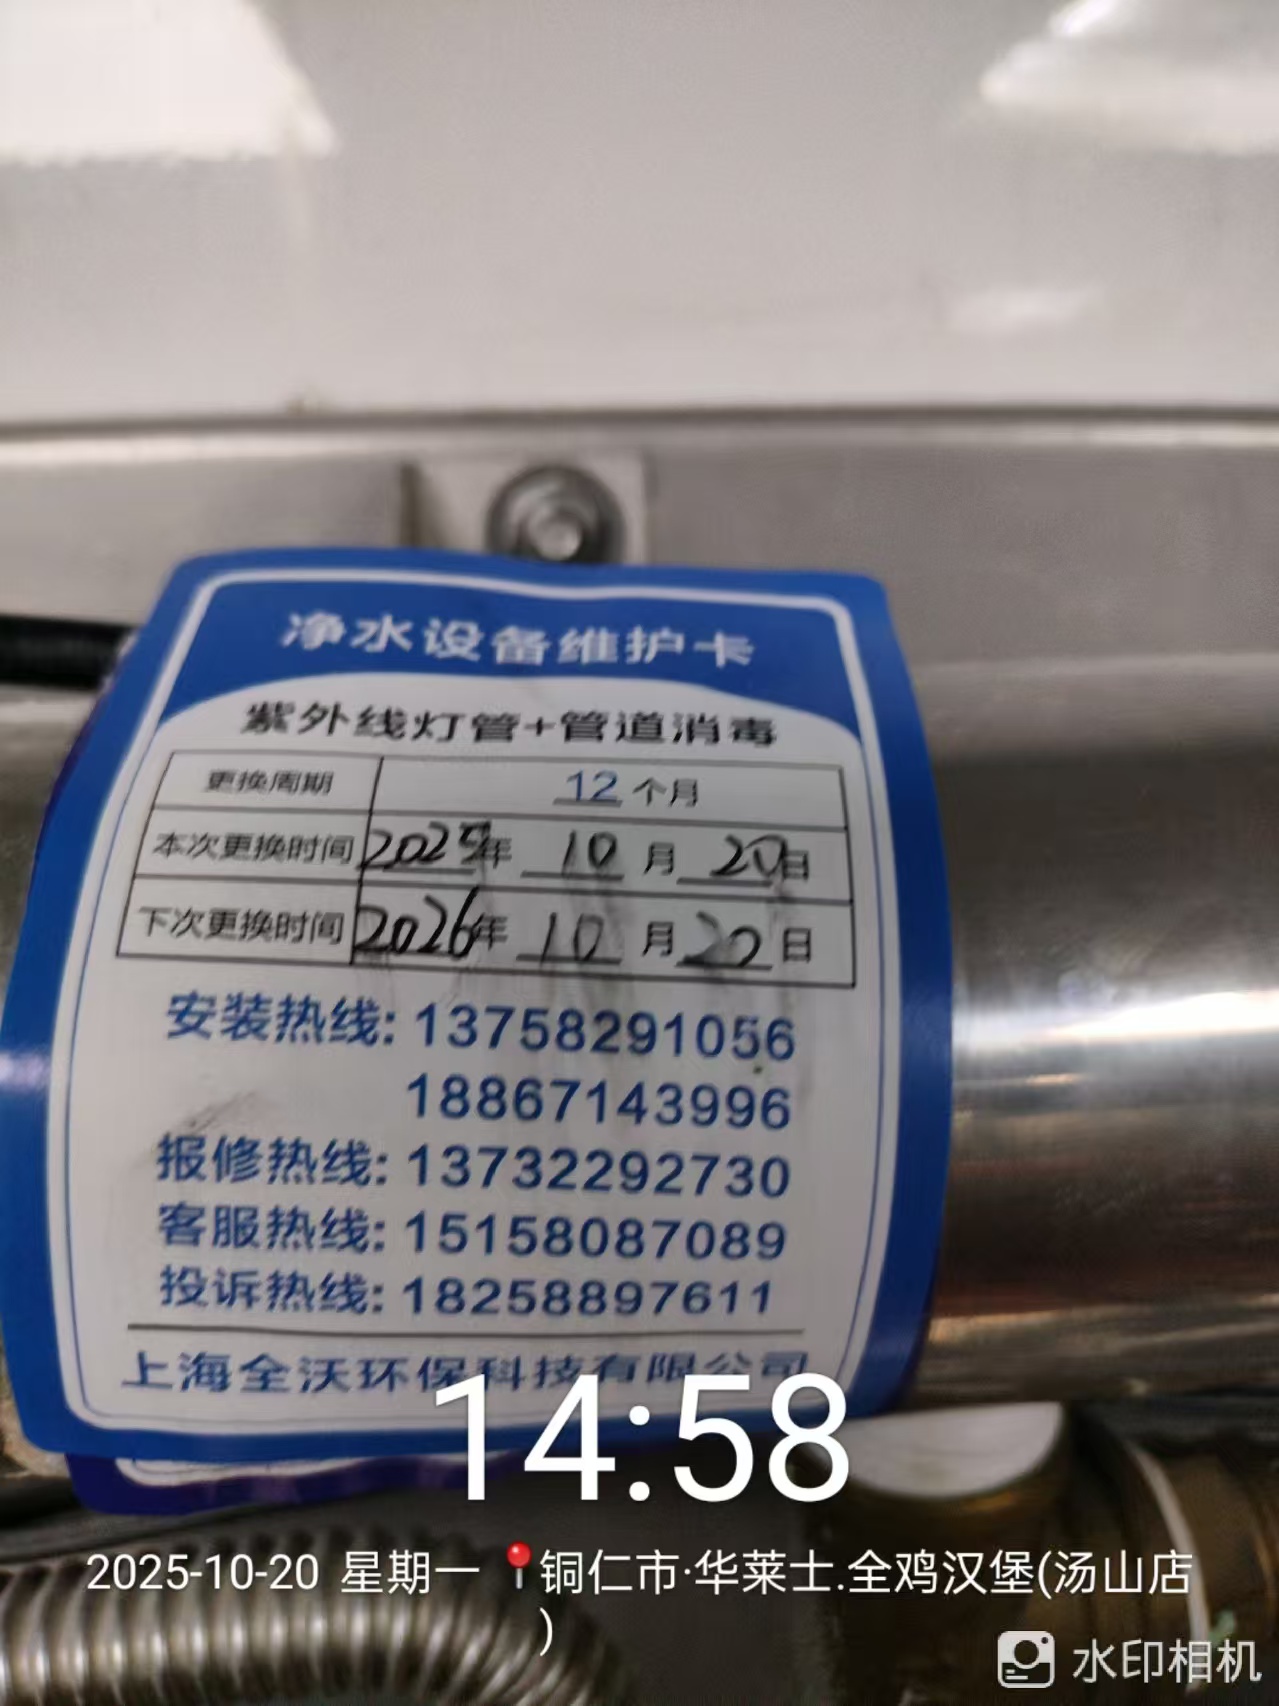 净水设备维护卡
紫外线灯管+管道消毒
更换周期 12 个月
本次更换时间 2025年 10 月 20日
下次更换时间 2026年 10 月 20 日
安装热线: 13758291056
18867143996
报修热线: 13732292730
客服热线: 15158087089
投诉热线: 18258897611
上海全沃环保科技有限公司
14:58
2025-10-20 星期一 📍铜仁市·华莱士.全鸡汉堡(汤山店
)
水印相机